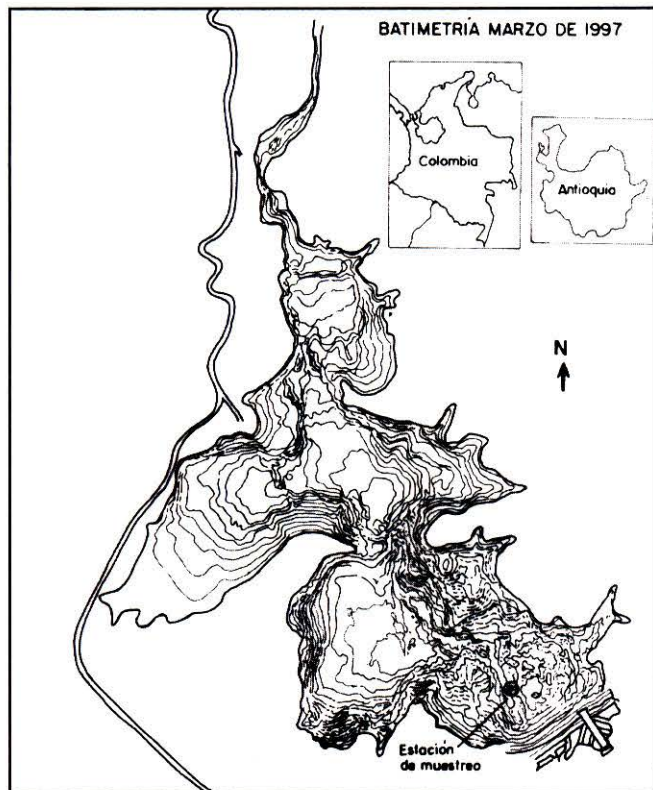 BATIMETRÍA MARZO DE 1997
Colombia
Antioquia
N
Estación
de muestreo